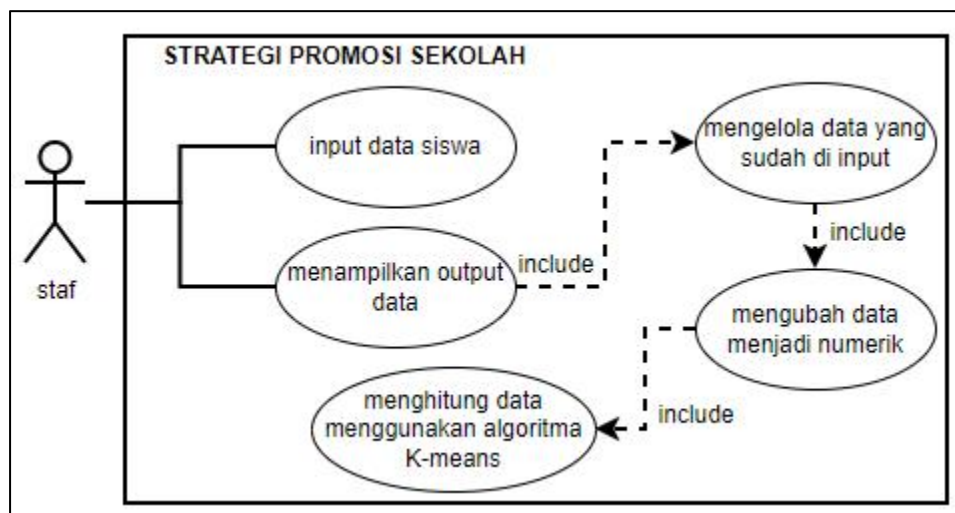 STRATEGI PROMOSI SEKOLAH
input data siswa
mengelola data yang
sudah di input
include
staf
menampilkan output
data
include
mengubah data
menjadi numerik
include
menghitung data
menggunakan algoritma
K-means